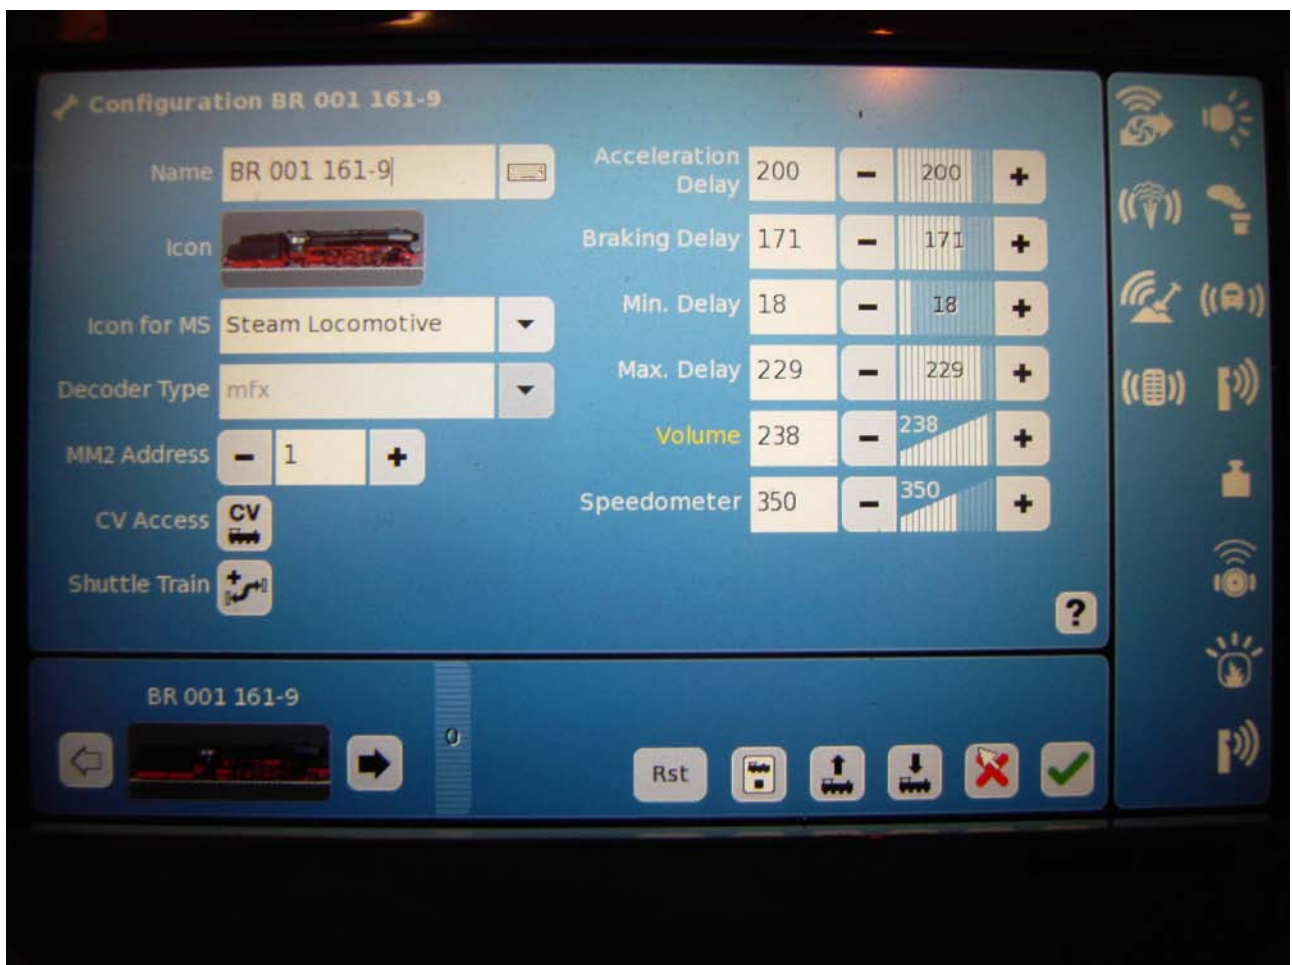 Configuration BR 001 161-9
Name BR 001 161-9
Icon
Icon for MS Steam Locomotive
Decoder Type mfx
MM2 Address - 1 +
CV Access CV
Shuttle Train
Acceleration Delay 200 - 200 +
Braking Delay 171 - 171 +
Min. Delay 18 - 18 +
Max. Delay 229 - 229 +
Volume 238 - 238 +
Speedometer 350 - 350 +
?
BR 001 161-9
0
Rst